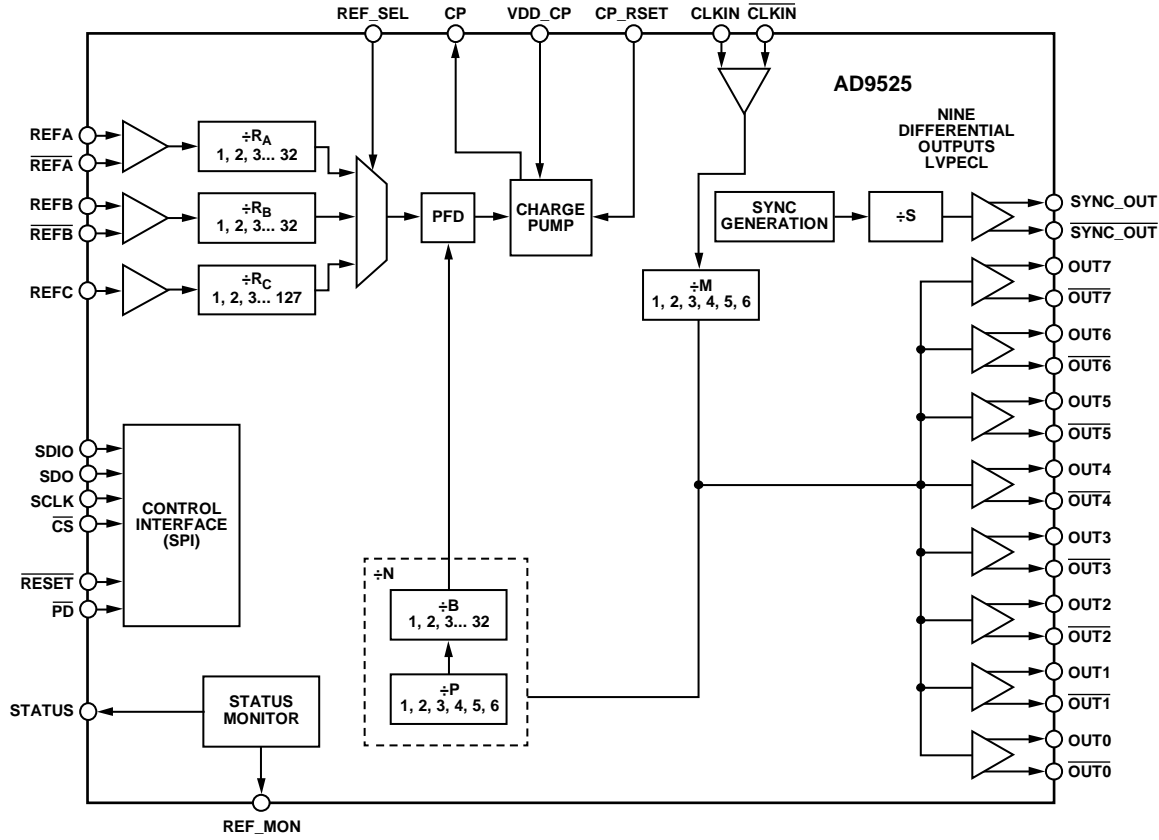 REF_SEL
CP
VDD_CP
CP_RSET
CLKIN
CLKIN
AD9525
NINE
DIFFERENTIAL
OUTPUTS
LVPECL
REFA
REFA
REFB
REFB
REFC
÷RA
1, 2, 3... 32
÷RB
1, 2, 3... 32
÷RC
1, 2, 3... 127
PFD
CHARGE
PUMP
SYNC
GENERATION
÷S
÷M
1, 2, 3, 4, 5, 6
SYNC_OUT
SYNC_OUT
OUT7
OUT7
OUT6
OUT6
OUT5
OUT5
OUT4
OUT4
OUT3
OUT3
OUT2
OUT2
OUT1
OUT1
OUT0
OUT0
SDIO
SDO
SCLK
CS
RESET
PD
CONTROL
INTERFACE
(SPI)
÷N
÷B
1, 2, 3... 32
÷P
1, 2, 3, 4, 5, 6
STATUS
STATUS
MONITOR
REF_MON